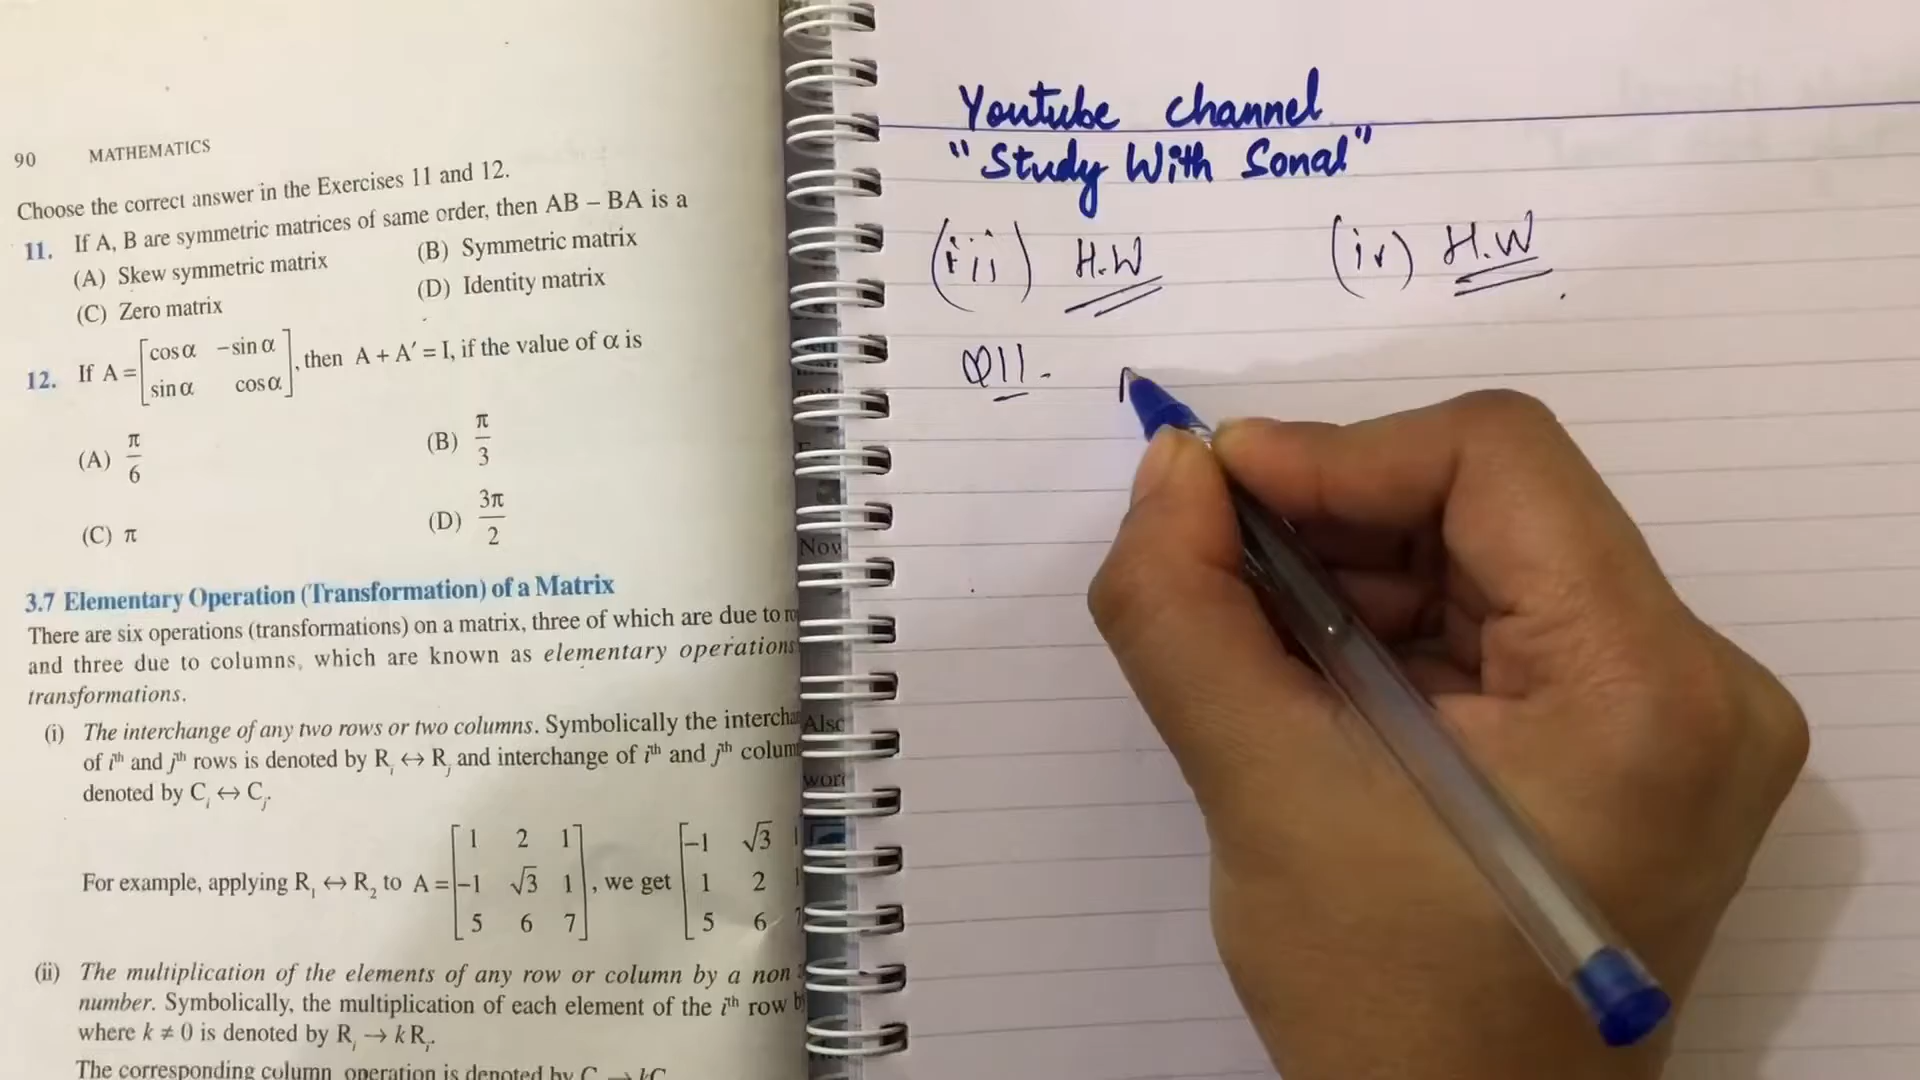 90 MATHEMATICS
Choose the correct answer in the Exercises 11 and 12.
11. If A, B are symmetric matrices of same order, then AB – BA is a
(A) Skew symmetric matrix (B) Symmetric matrix
(C) Zero matrix (D) Identity matrix
12. If A = [cos α −sin α
sin α cos α], then A + A′ = I, if the value of α is
(A) π/6 (B) π/3
(C) π (D) 3π/2
3.7 Elementary Operation (Transformation) of a Matrix
There are six operations (transformations) on a matrix, three of which are due to
and three due to columns, which are known as elementary operations
transformations.
(i) The interchange of any two rows or two columns. Symbolically the
of iᵗʰ and jᵗʰ rows is denoted by Rᵢ ↔ Rⱼ and interchange of iᵗʰ and jᵗʰ
denoted by Cᵢ ↔ Cⱼ.
For example, applying R₁ ↔ R₂ to A = [1 2 1
−1 √3 1
5 6 7], we get [−1 √3 1
1 2
5 6 7
(ii) The multiplication of the elements of any row or column by a non
number. Symbolically, the multiplication of each element of the iᵗʰ row
where k ≠ 0 is denoted by Rᵢ → kRᵢ.
The corresponding column operation is denoted by Cᵢ → kC
Now
Also
Youtube channel
"Study With Sonal"
(iii) H.W (iv) H.W
Q11.